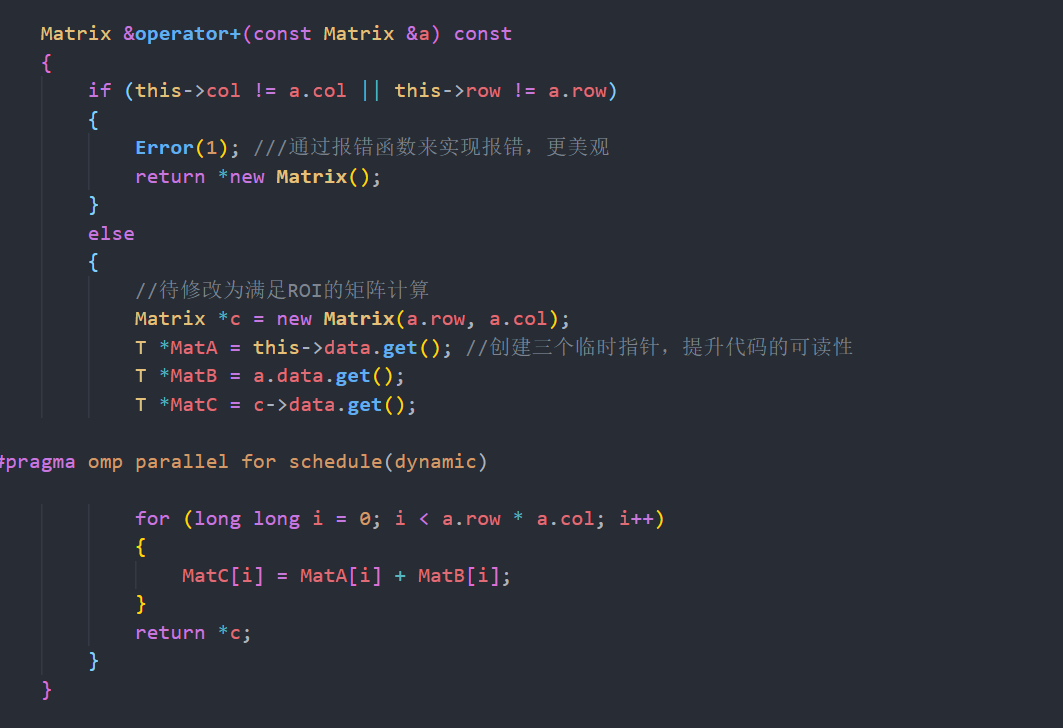 Matrix &operator+(const Matrix &a) const
{
if (this->col != a.col || this->row != a.row)
{
Error(1); ///通过报错函数来实现报错，更美观
return *new Matrix();
}
else
{
//待修改为满足ROI的矩阵计算
Matrix *c = new Matrix(a.row, a.col);
T *MatA = this->data.get(); //创建三个临时指针，提升代码的可读性
T *MatB = a.data.get();
T *MatC = c->data.get();
#pragma omp parallel for schedule(dynamic)
for (long long i = 0; i < a.row * a.col; i++)
{
MatC[i] = MatA[i] + MatB[i];
}
return *c;
}
}